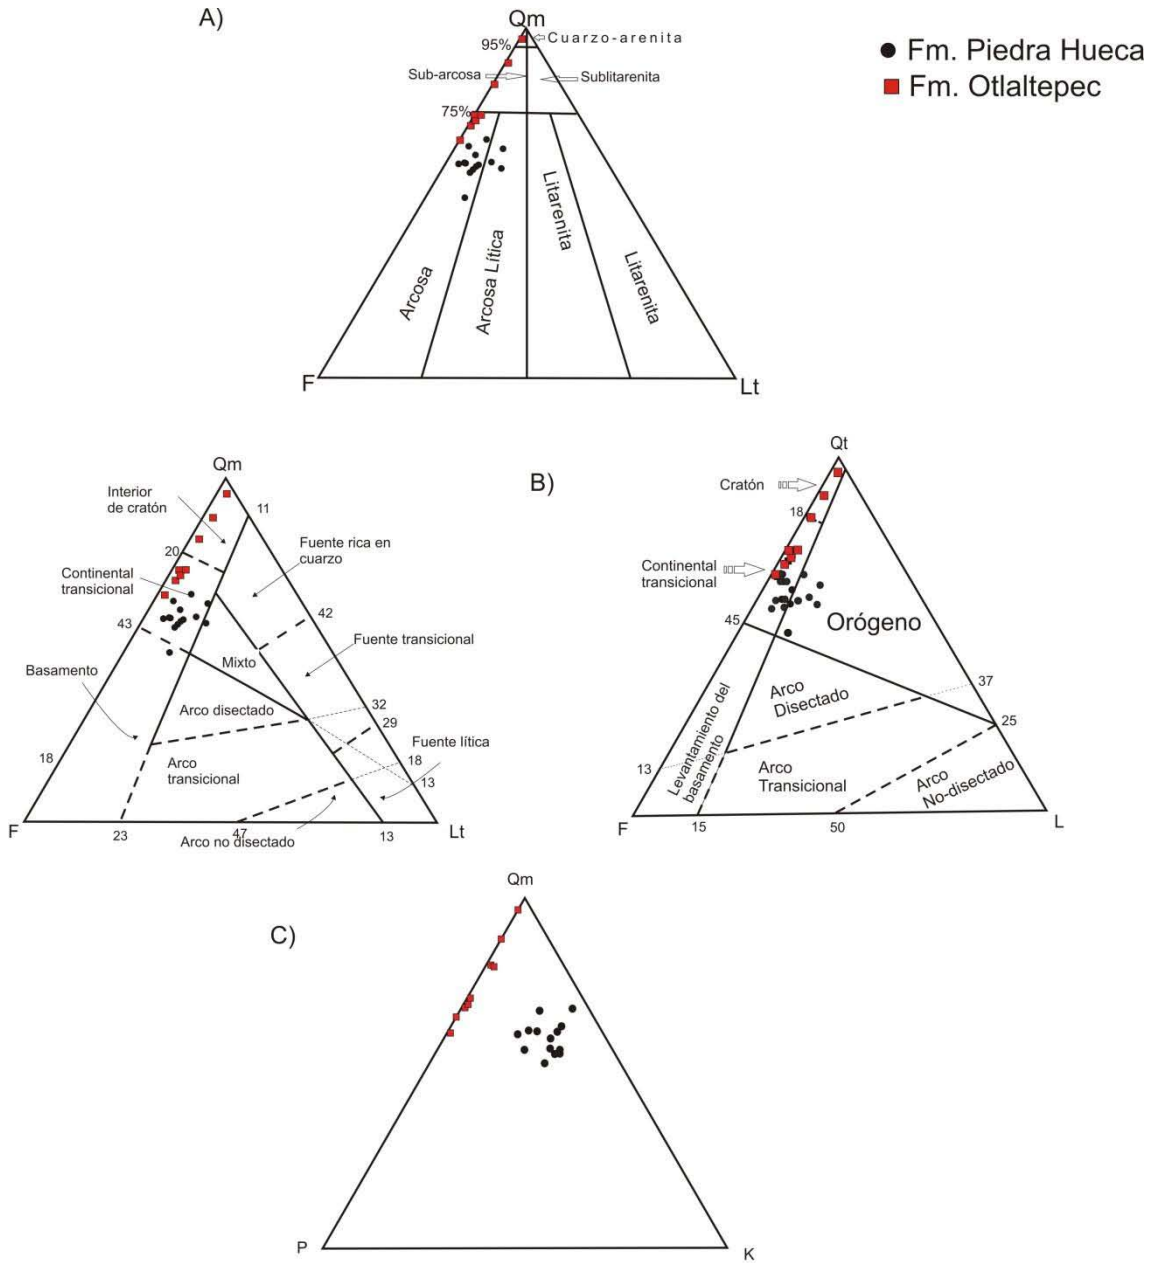 A)
Qm
95%
Cuarzo-arenita
Sub-arcosa
Sublitarenita
75%
Arcosa
Arcosa Lítica
Litarenita
Litarenita
F
Lt
Fm. Piedra Hueca
Fm. Otlaltepec
Qm
Interior
de cratón
11
20
Fuente rica en
cuarzo
Continental
transicional
43
42
Mixto
Fuente transicional
Basamento
Arco disectado
32
29
Fuente lítica
18
Arco
transicional
18
13
F
23
47
Arco no disectado
13
Lt
B)
Qt
Cratón
18
Continental
transicional
45
Orógeno
37
Arco
Disectado
25
Levantamiento del
basamento
13
Arco
Transicional
Arco
No-disectado
F
15
50
L
C)
Qm
P
K